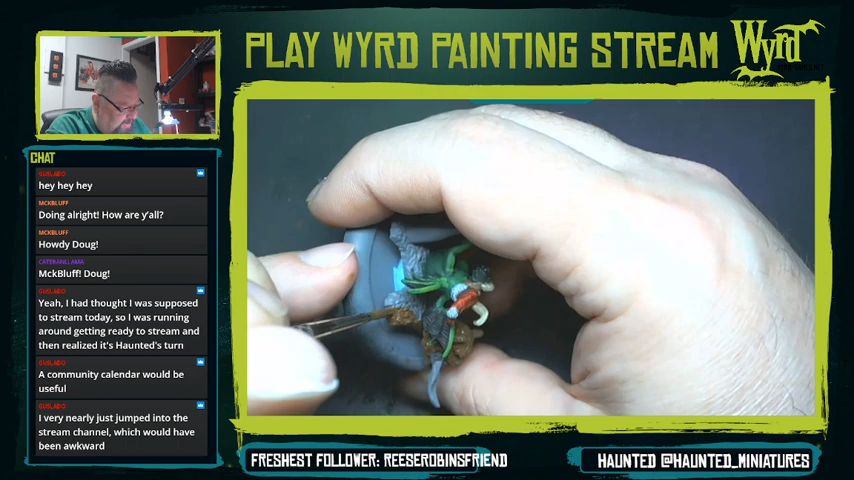 PLAY WYRD PAINTING STREAM
Wyrd
CHAT
GUSLADO
hey hey hey
MCKBLUFF
Doing alright! How are y'all?
MCKBLUFF
Howdy Doug!
MckBluff! Doug!
GUSLADO
Yeah, I had thought I was supposed
to stream today, so I was running
around getting ready to stream and
then realized it's Haunted's turn
GUSLADO
A community calendar would be
useful
GUSLADO
I very nearly just jumped into the
stream channel, which would have
been awkward
FRESHEST FOLLOWER: REESEROBINSFRIEND
HAUNTED @HAUNTED_MINIATURES